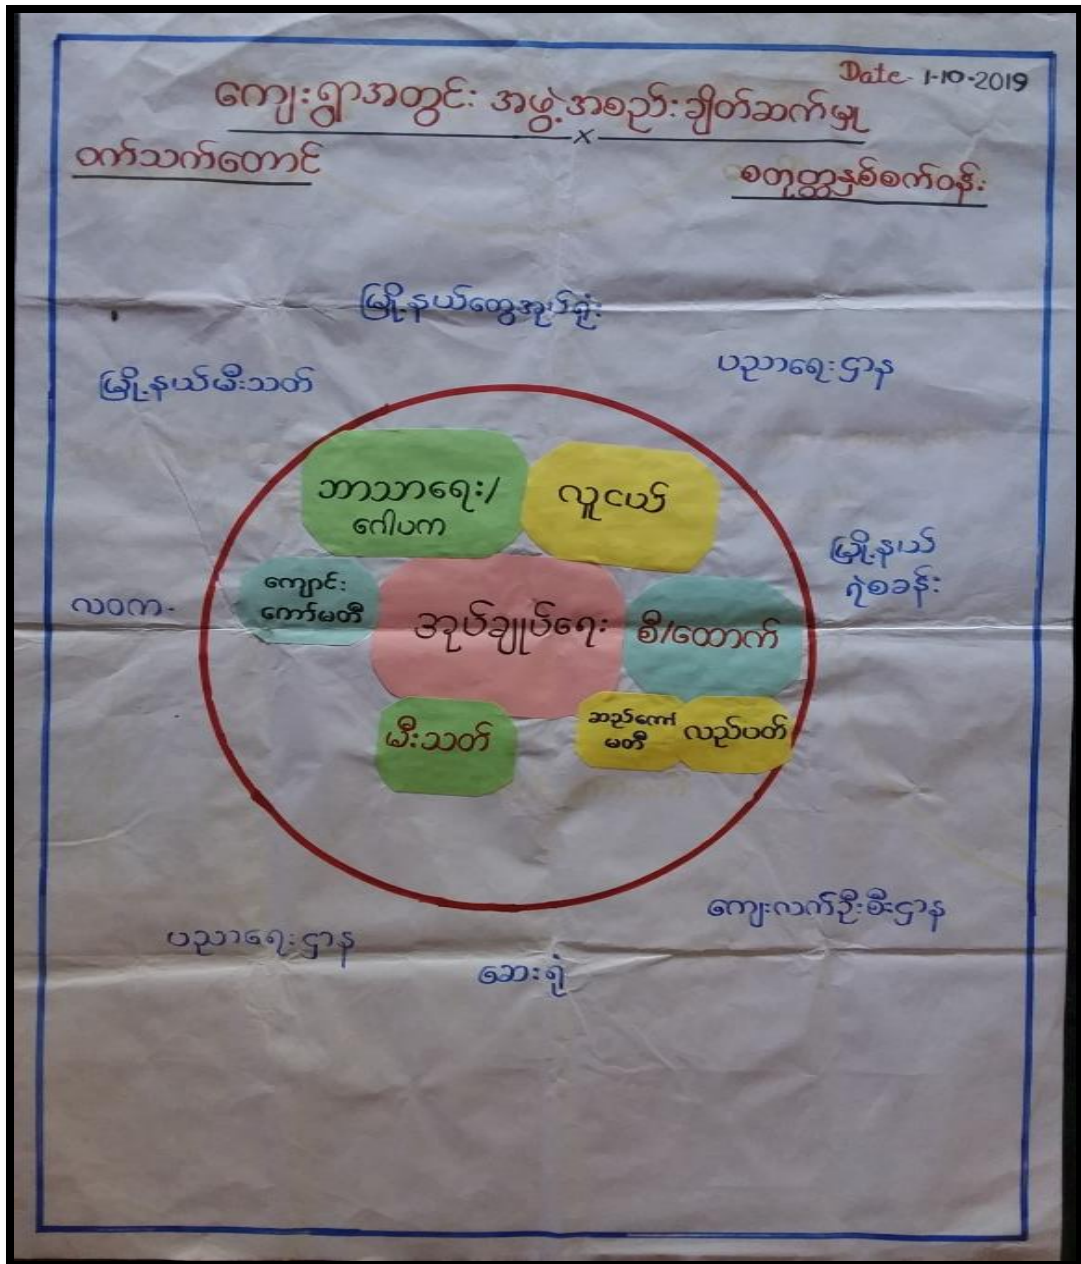 Date- 1-10-2019
ကျေးရွာအတွင်း အဖွဲ့အစည်းချိတ်ဆက်မှု
x
ဝက်သက်တောင်
စတုတ္ထနှစ်စက်ဝန်း
မြို့နယ်ထွေအုပ်ရုံး
ပညာရေးဌာန
မြို့နယ်မီးသတ်
ဘာသာရေး/
ဂေါပက
လူငယ်
မြို့နယ်
ရဲစခန်း
လဝက-
ကျောင်း
ကော်မတီ
အုပ်ချုပ်ရေး
စီ/ထောက်
မီးသတ်
ဆည်ကော်
မတီ
လည်ပတ်
ကျေးလက်ဦးစီးဌာန
ပညာရေးဌာန
ဆေးရုံ